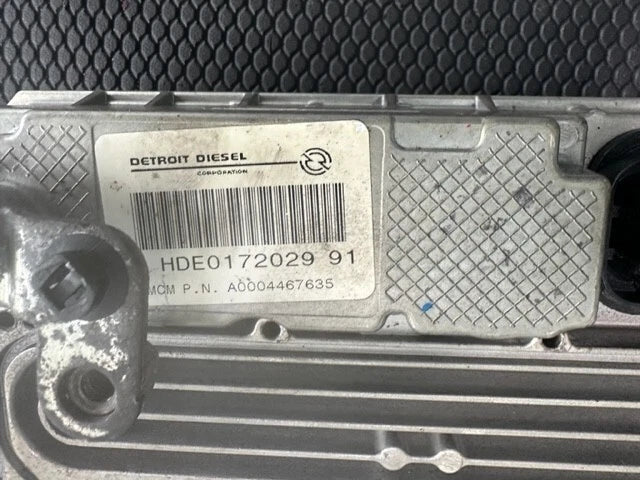 DETROIT DIESEL
CORPORATION
HDE0172029 91
MCM P.N. A0004467635